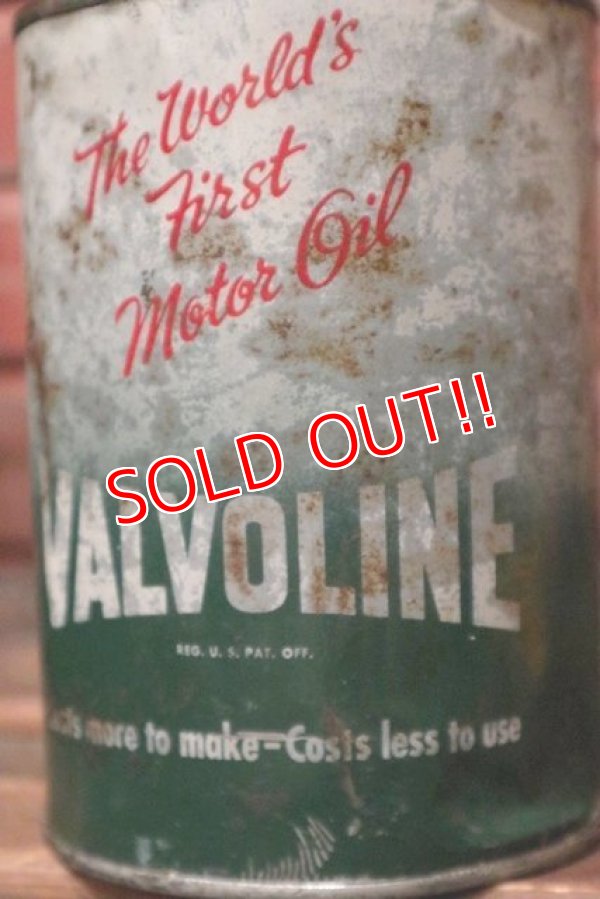 The World's
First
Motor Oil
SOLD OUT!!
VALVOLINE
REG. U. S. PAT. OFF.
more to make-Costs less to use